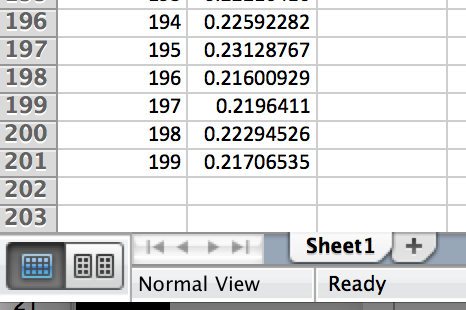 196 194 0.22592282
197 195 0.23128767
198 196 0.21600929
199 197 0.2196411
200 198 0.22294526
201 199 0.21706535
202
203
Sheet1 +
Normal View Ready